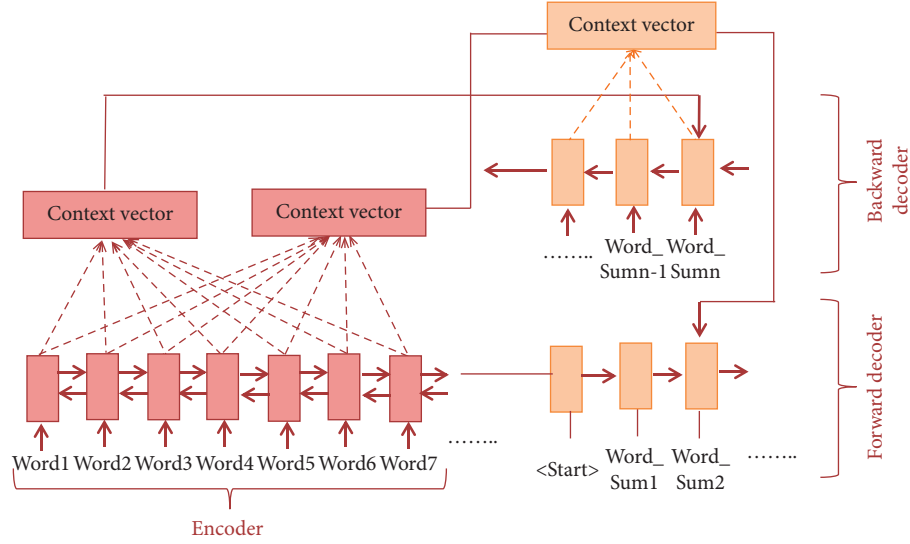 Context vector
Context vector
Context vector
........
Word_
Sumn-1
Word_
Sumn
Backward
decoder
Word1 Word2 Word3 Word4 Word5 Word6 Word7
........
<Start>
Word_
Sum1
Word_
Sum2
........
Forward decoder
Encoder